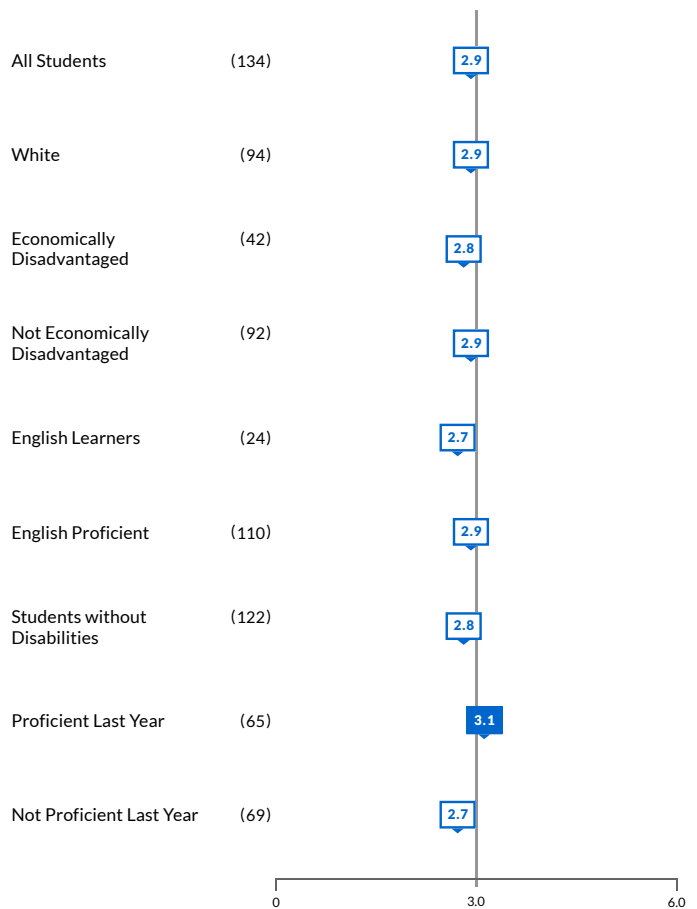 All Students (134) 2.9
White (94) 2.9
Economically (42)
Disadvantaged 2.8
Not Economically (92)
Disadvantaged 2.9
English Learners (24) 2.7
English Proficient (110) 2.9
Students without (122)
Disabilities 2.8
Proficient Last Year (65) 3.1
Not Proficient Last Year (69) 2.7
0 3.0 6.0